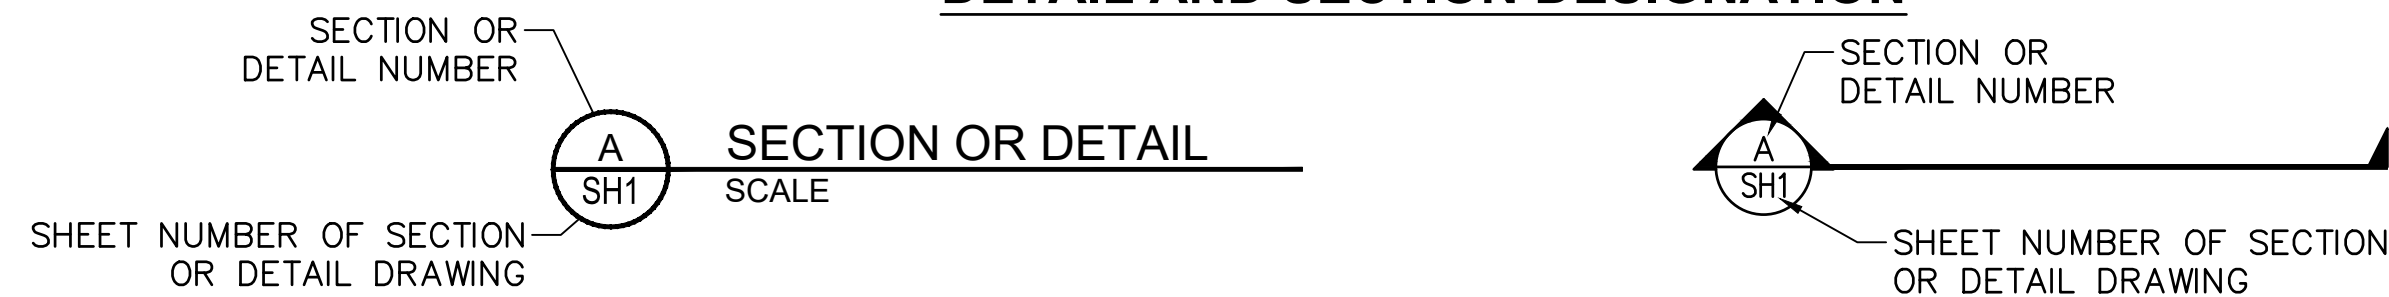 DETAIL AND SECTION DESIGNATION
SECTION OR
DETAIL NUMBER
A
SH1
SECTION OR DETAIL
SCALE
SHEET NUMBER OF SECTION
OR DETAIL DRAWING
SECTION OR
DETAIL NUMBER
A
SH1
SHEET NUMBER OF SECTION
OR DETAIL DRAWING